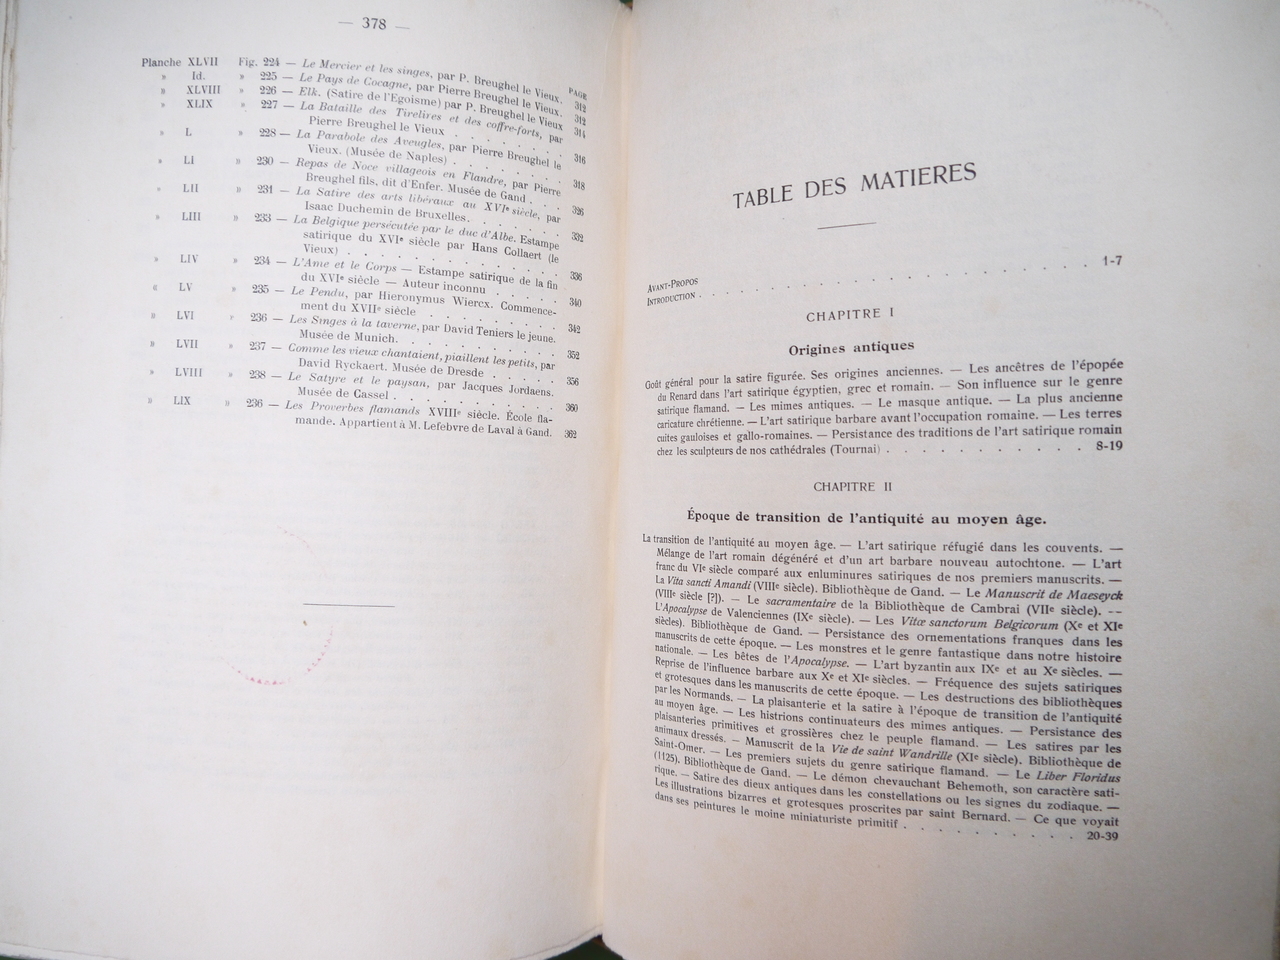 — 378 —
PAGE
Planche XLVII Fig. 224 — Le Mercier et les singes, par P. Breughel le Vieux. 312
» Id. » 225 — Le Pays de Cocagne, par Pierre Breughel le Vieux. 312
» XLVIII » 226 — Elk. (Satire de l'Egoïsme) par P. Breughel le Vieux 314
» XLIX » 227 — La Bataille des Tirelires et des coffre-forts, par
Pierre Breughel le Vieux . . . . . . . 316
» L » 228 — La Parabole des Aveugles, par Pierre Breughel le
Vieux. (Musée de Naples) . . . . . . . 318
» LI » 230 — Repas de Noce villageois en Flandre, par Pierre
Breughel fils, dit d'Enfer. Musée de Gand . . . 326
» LII » 231 — La Satire des arts libéraux au XVIe siècle, par
Isaac Duchemin de Bruxelles. . . . . . . 332
» LIII » 233 — La Belgique persécutée par le duc d'Albe. Estampe
satirique du XVIe siècle par Hans Collaert (le
Vieux) . . . . . . . . . . . . 336
» LIV » 234 — L'Ame et le Corps — Estampe satirique de la fin
du XVIe siècle — Auteur inconnu . . . . . 340
« LV » 235 — Le Pendu, par Hieronymus Wiercx. Commence-
ment du XVIIe siècle . . . . . . . . 342
» LVI » 236 — Les Singes à la taverne, par David Teniers le jeune.
Musée de Munich. . . . . . . . . . 352
» LVII » 237 — Comme les vieux chantaient, piaillent les petits, par
David Ryckaert. Musée de Dresde . . . . . 356
» LVIII » 238 — Le Satyre et le paysan, par Jacques Jordaens.
Musée de Cassel . . . . . . . . . . 360
» LIX » 236 — Les Proverbes flamands XVIIIe siècle. École fla-
mande. Appartient à M. Lefebvre de Laval à Gand. 362
TABLE DES MATIERES
AVANT-PROPOS
INTRODUCTION . . . . . . . . . . . . . . . 1-7
CHAPITRE I
Origines antiques
Goût général pour la satire figurée. Ses origines anciennes. — Les ancêtres de l'épopée
du Renard dans l'art satirique égyptien, grec et romain. — Son influence sur le genre
satirique flamand. — Les mimes antiques. — Le masque antique. — La plus ancienne
caricature chrétienne. — L'art satirique barbare avant l'occupation romaine. — Les terres
cuites gauloises et gallo-romaines. — Persistance des traditions de l'art satirique romain
chez les sculpteurs de nos cathédrales (Tournai) . . . . . . . . . . . 8-19
CHAPITRE II
Époque de transition de l'antiquité au moyen âge.
La transition de l'antiquité au moyen âge. — L'art satirique réfugié dans les couvents. —
Mélange de l'art romain dégénéré et d'un art barbare nouveau autochtone. — L'art
franc du VIe siècle comparé aux enluminures satiriques de nos premiers manuscrits. —
La Vita sancti Amandi (VIIIe siècle). Bibliothèque de Gand. — Le Manuscrit de Maeseyck
(VIIIe siècle [?]). — Le sacramentaire de la Bibliothèque de Cambrai (VIIe siècle). —
L'Apocalypse de Valenciennes (IXe siècle). — Les Vitæ sanctorum Belgicorum (Xe et XIe
siècles). Bibliothèque de Gand. — Persistance des ornementations franques dans les
manuscrits de cette époque. — Les monstres et le genre fantastique dans notre histoire
nationale. — Les bêtes de l'Apocalypse. — L'art byzantin aux IXe et au Xe siècles. —
Reprise de l'influence barbare aux Xe et XIe siècles. — Fréquence des sujets satiriques
et grotesques dans les manuscrits de cette époque. — Les destructions des bibliothèques
par les Normands. — La plaisanterie et la satire à l'époque de transition de l'antiquité
au moyen âge. — Les histrions continuateurs des mimes antiques. — Persistance des
plaisanteries primitives et grossières chez le peuple flamand. — Les satires par les
animaux dressés. — Manuscrit de la Vie de saint Wandrille (XIe siècle). Bibliothèque de
Saint-Omer. — Les premiers sujets du genre satirique flamand. — Le Liber Floridus
(1125). Bibliothèque de Gand. — Le démon chevauchant Behemoth, son caractère sati-
rique. — Satire des dieux antiques dans les constellations ou les signes du zodiaque. —
Les illustrations bizarres et grotesques proscrites par saint Bernard. — Ce que voyait
dans ses peintures le moine miniaturiste primitif . . . . . . . . . 20-39